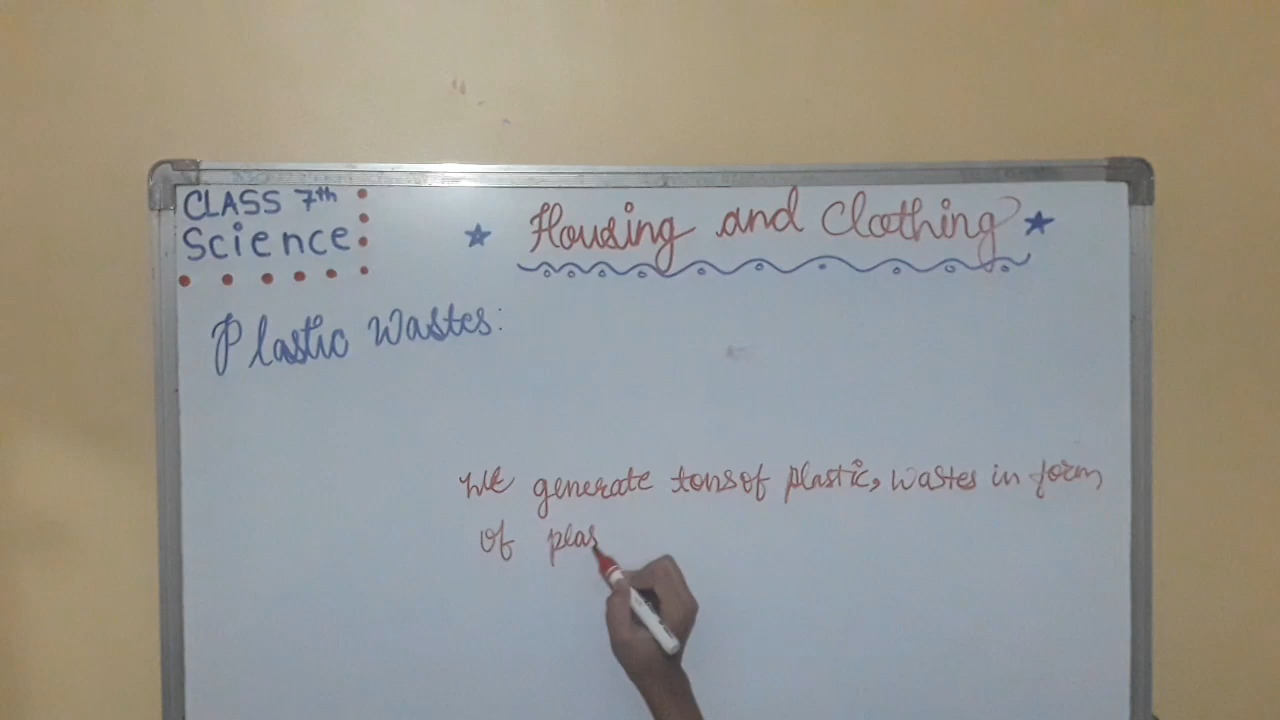 CLASS 7th
Science
Housing and Clothing
Plastic Wastes:
We generate tons of plastic, wastes in form
of plas